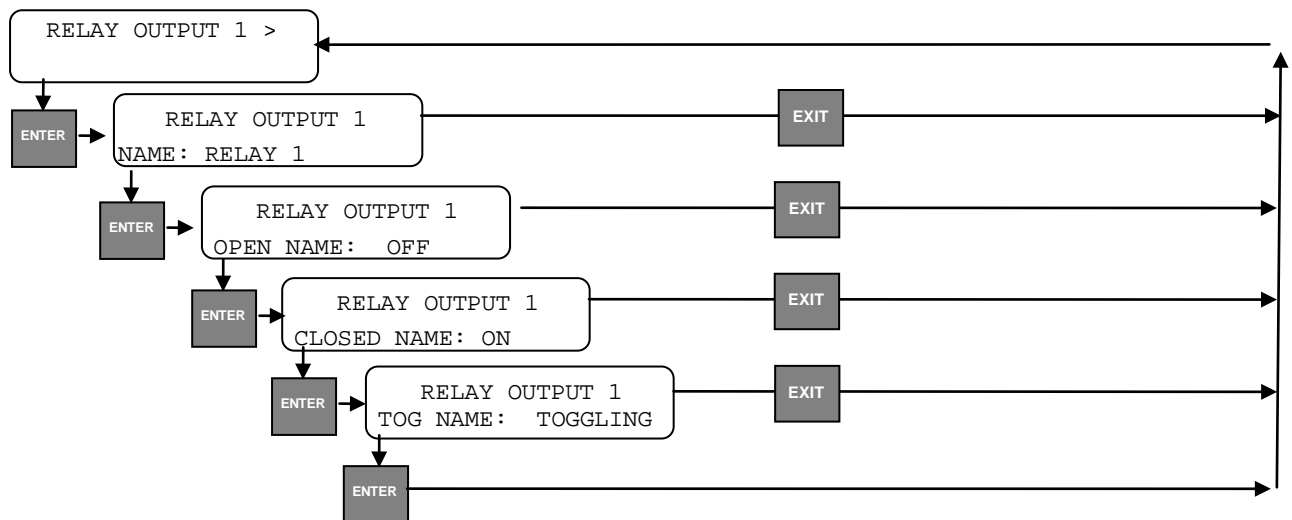 RELAY OUTPUT 1 >
ENTER
RELAY OUTPUT 1
NAME: RELAY 1
EXIT
ENTER
RELAY OUTPUT 1
OPEN NAME: OFF
EXIT
ENTER
RELAY OUTPUT 1
CLOSED NAME: ON
EXIT
ENTER
RELAY OUTPUT 1
TOG NAME: TOGGLING
EXIT
ENTER